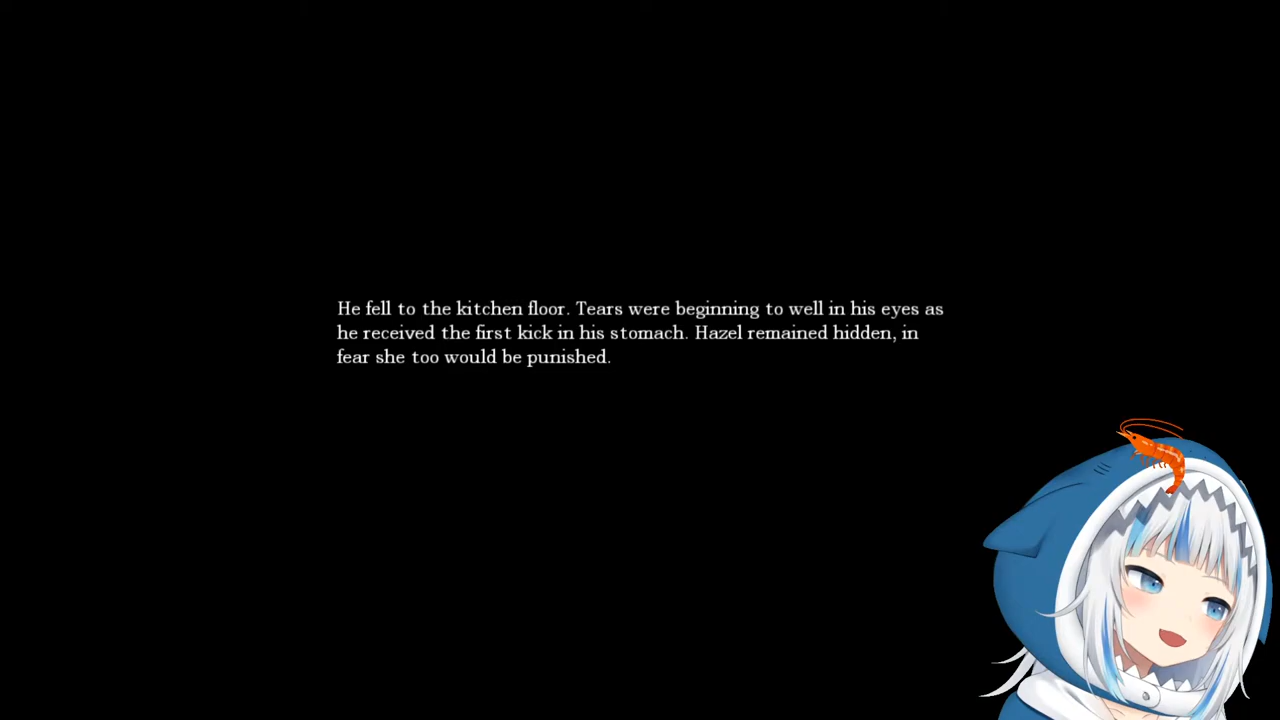 He fell to the kitchen floor. Tears were beginning to well in his eyes as
he received the first kick in his stomach. Hazel remained hidden, in
fear she too would be punished.